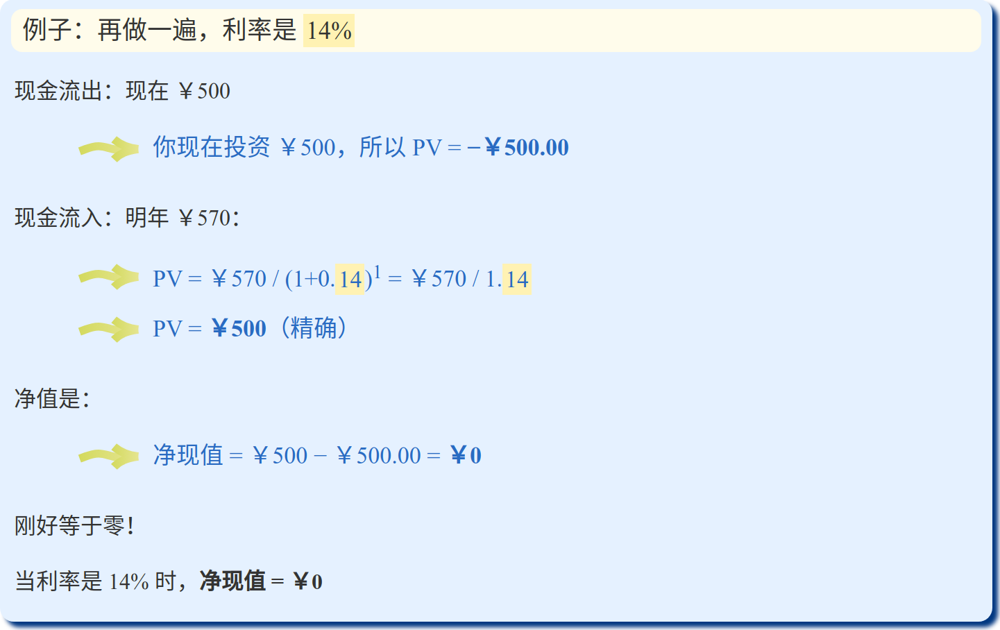 例子：再做一遍，利率是 14%
现金流出：现在 ￥500
你现在投资 ￥500，所以 PV = −￥500.00
现金流入：明年 ￥570：
PV = ￥570 / (1+0.14)¹ = ￥570 / 1.14
PV = ￥500（精确）
净值是：
净现值 = ￥500 − ￥500.00 = ￥0
刚好等于零！
当利率是 14% 时，净现值 = ￥0